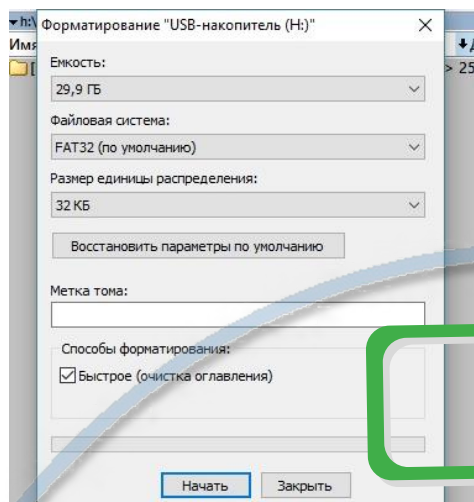 h:\
Форматирование "USB-накопитель (H:)"
Имя
Емкость:
> 25
29,9 ГБ
Файловая система:
FAT32 (по умолчанию)
Размер единицы распределения:
32 КБ
Восстановить параметры по умолчанию
Метка тома:
Способы форматирования:
Быстрое (очистка оглавления)
Начать
Закрыть